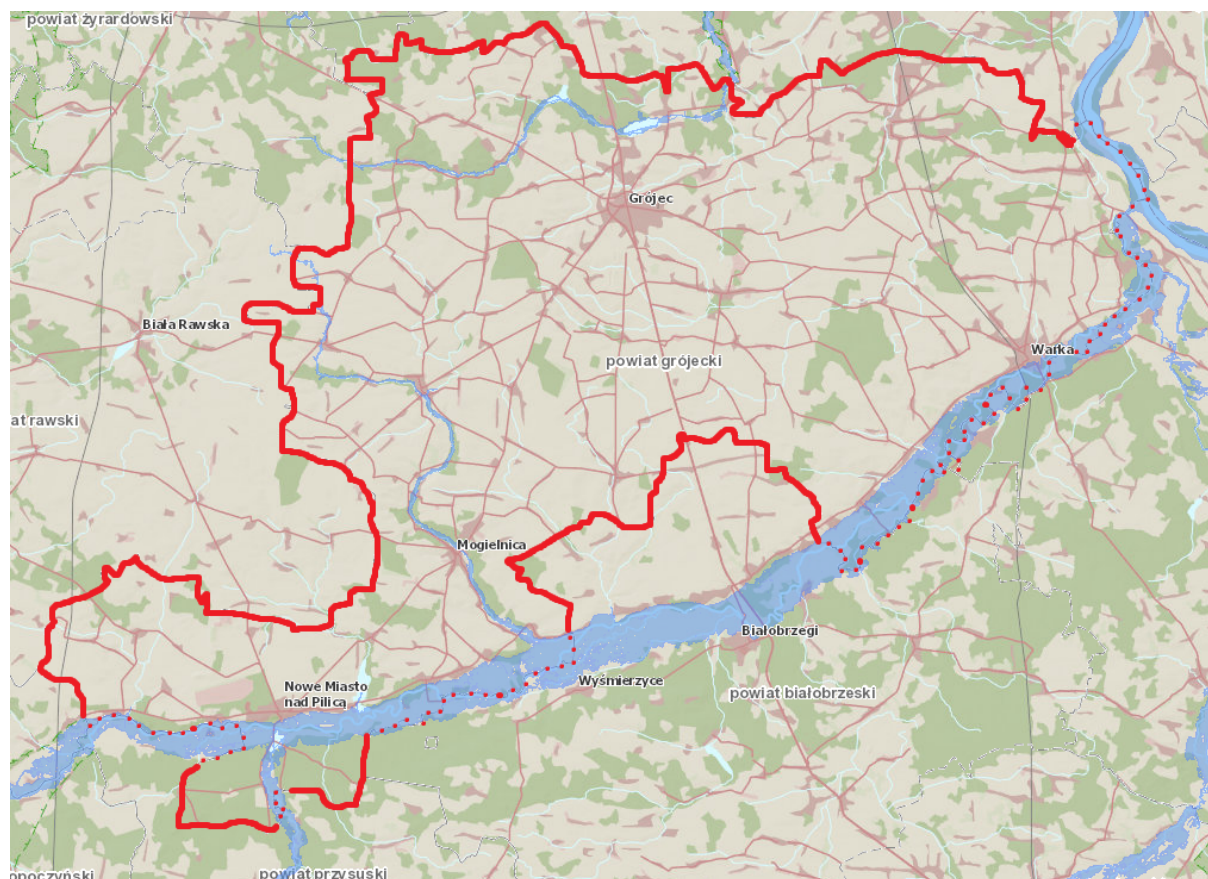 powiat żyrardowski
Grójec
Biała Rawska
Warka
powiat grójecki
at rawski
Mogielnica
Białobrzegi
Wyśmierzyce
Nowe Miasto
nad Pilicą
powiat białobrzeski
opoczyński
powiat przysuski